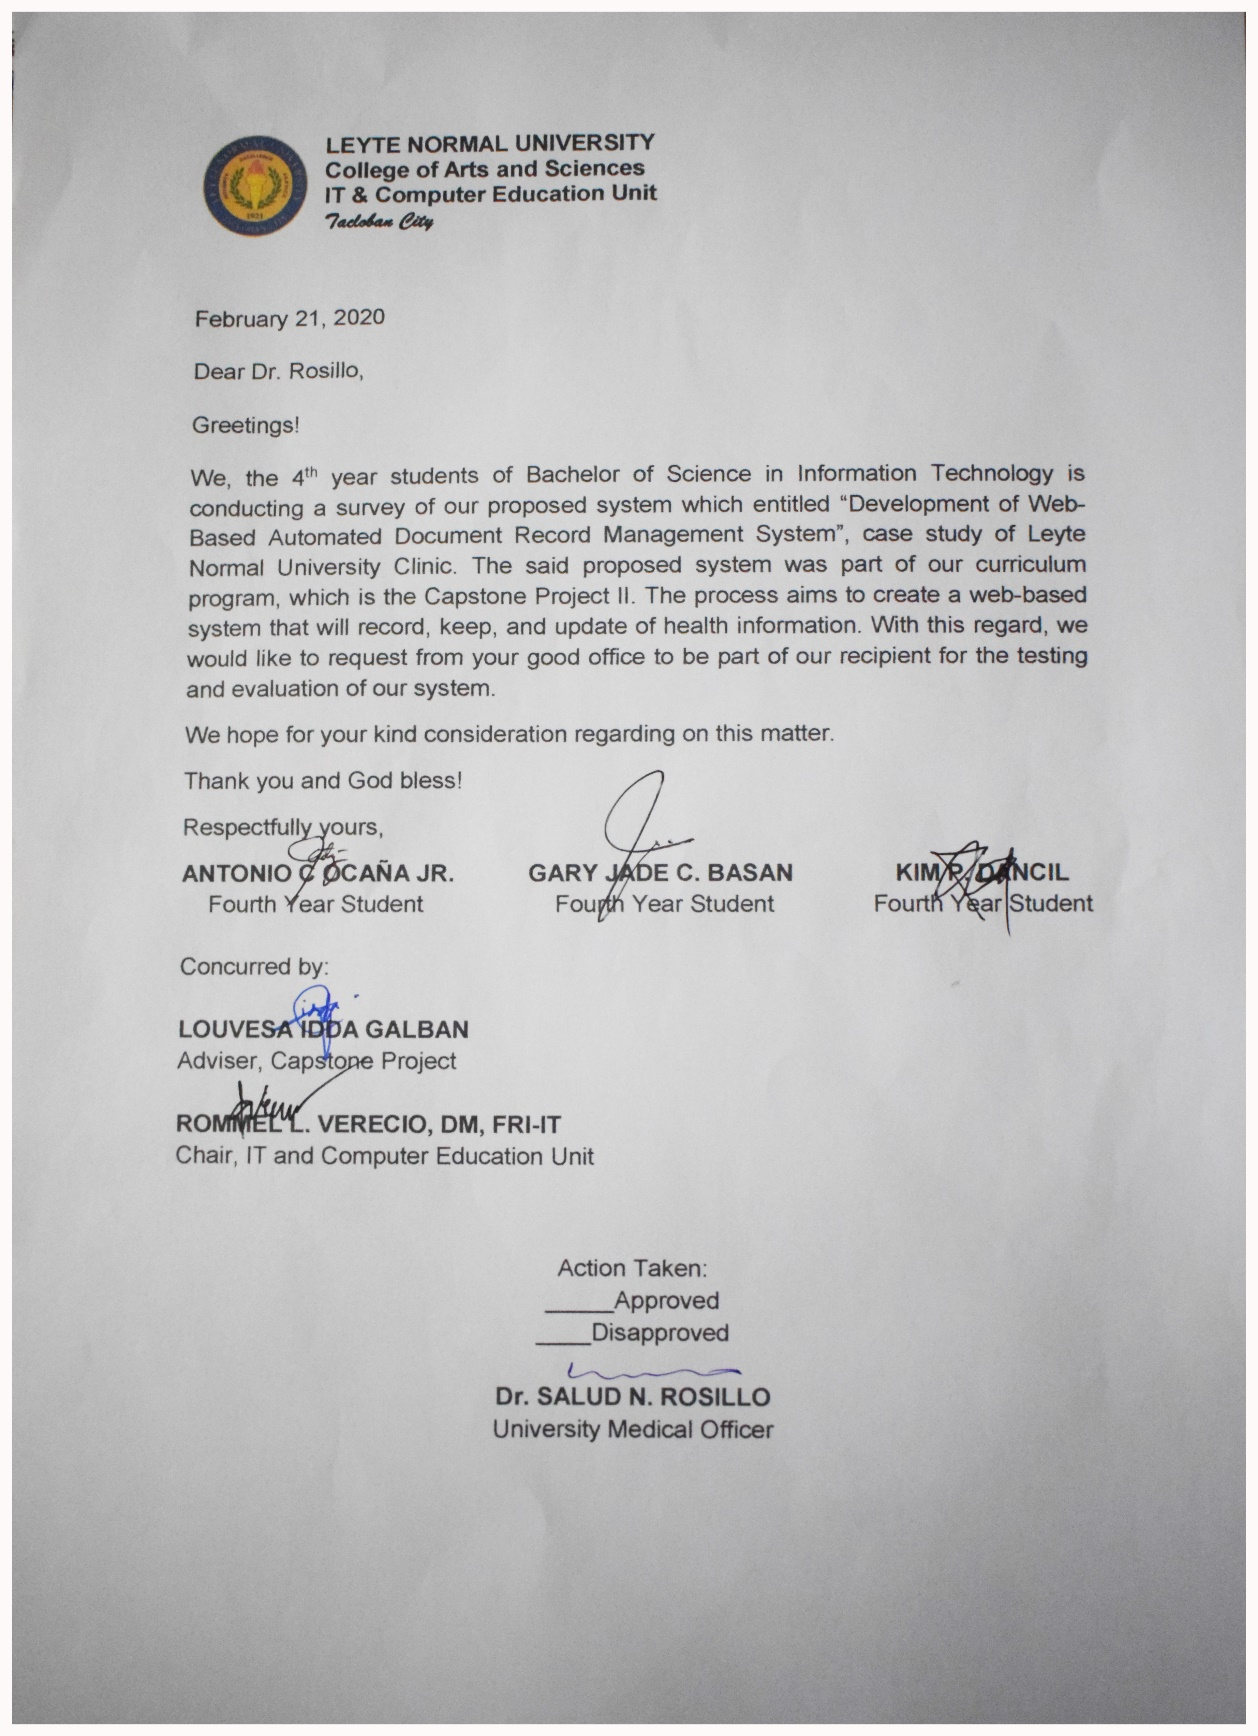 LEYTE NORMAL UNIVERSITY
College of Arts and Sciences
IT & Computer Education Unit
Tacloban City
February 21, 2020
Dear Dr. Rosillo,
Greetings!
We, the 4th year students of Bachelor of Science in Information Technology is
conducting a survey of our proposed system which entitled “Development of Web-
Based Automated Document Record Management System”, case study of Leyte
Normal University Clinic. The said proposed system was part of our curriculum
program, which is the Capstone Project II. The process aims to create a web-based
system that will record, keep, and update of health information. With this regard, we
would like to request from your good office to be part of our recipient for the testing
and evaluation of our system.
We hope for your kind consideration regarding on this matter.
Thank you and God bless!
Respectfully yours,
ANTONIO C OCAÑA JR. GARY JADE C. BASAN KIM P. DANCIL
Fourth Year Student Fourth Year Student Fourth Year Student
Concurred by:
LOUVESA IDDA GALBAN
Adviser, Capstone Project
ROMMEL L. VERECIO, DM, FRI-IT
Chair, IT and Computer Education Unit
Action Taken:
_____Approved
____Disapproved
Dr. SALUD N. ROSILLO
University Medical Officer